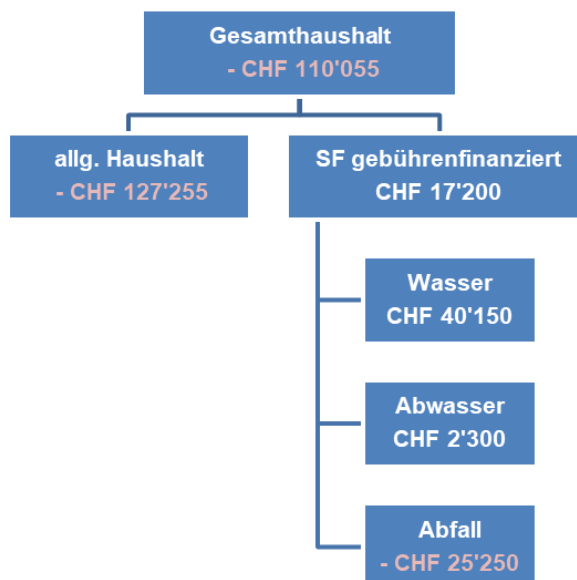 Gesamthaushalt
- CHF 110'055
allg. Haushalt
- CHF 127'255
SF gebührenfinanziert
CHF 17'200
Wasser
CHF 40'150
Abwasser
CHF 2'300
Abfall
- CHF 25'250